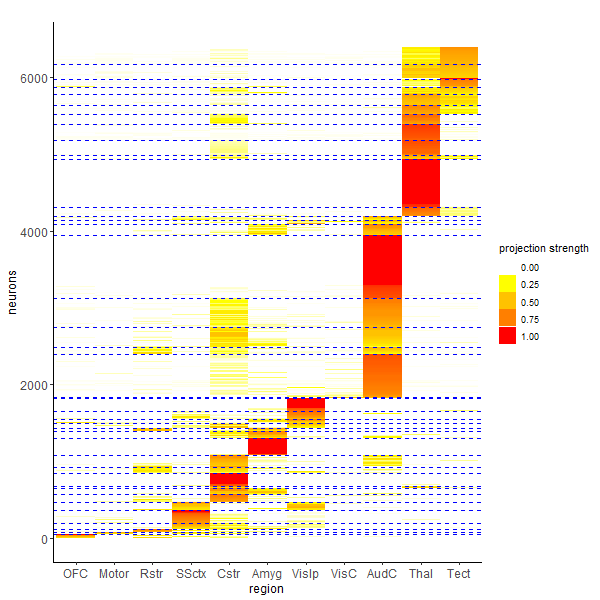 neurons
6000
4000
2000
0
OFC Motor Rstr SSctx Cstr Amyg VisIp VisC AudC Thal Tect
region
projection strength
0.00
0.25
0.50
0.75
1.00